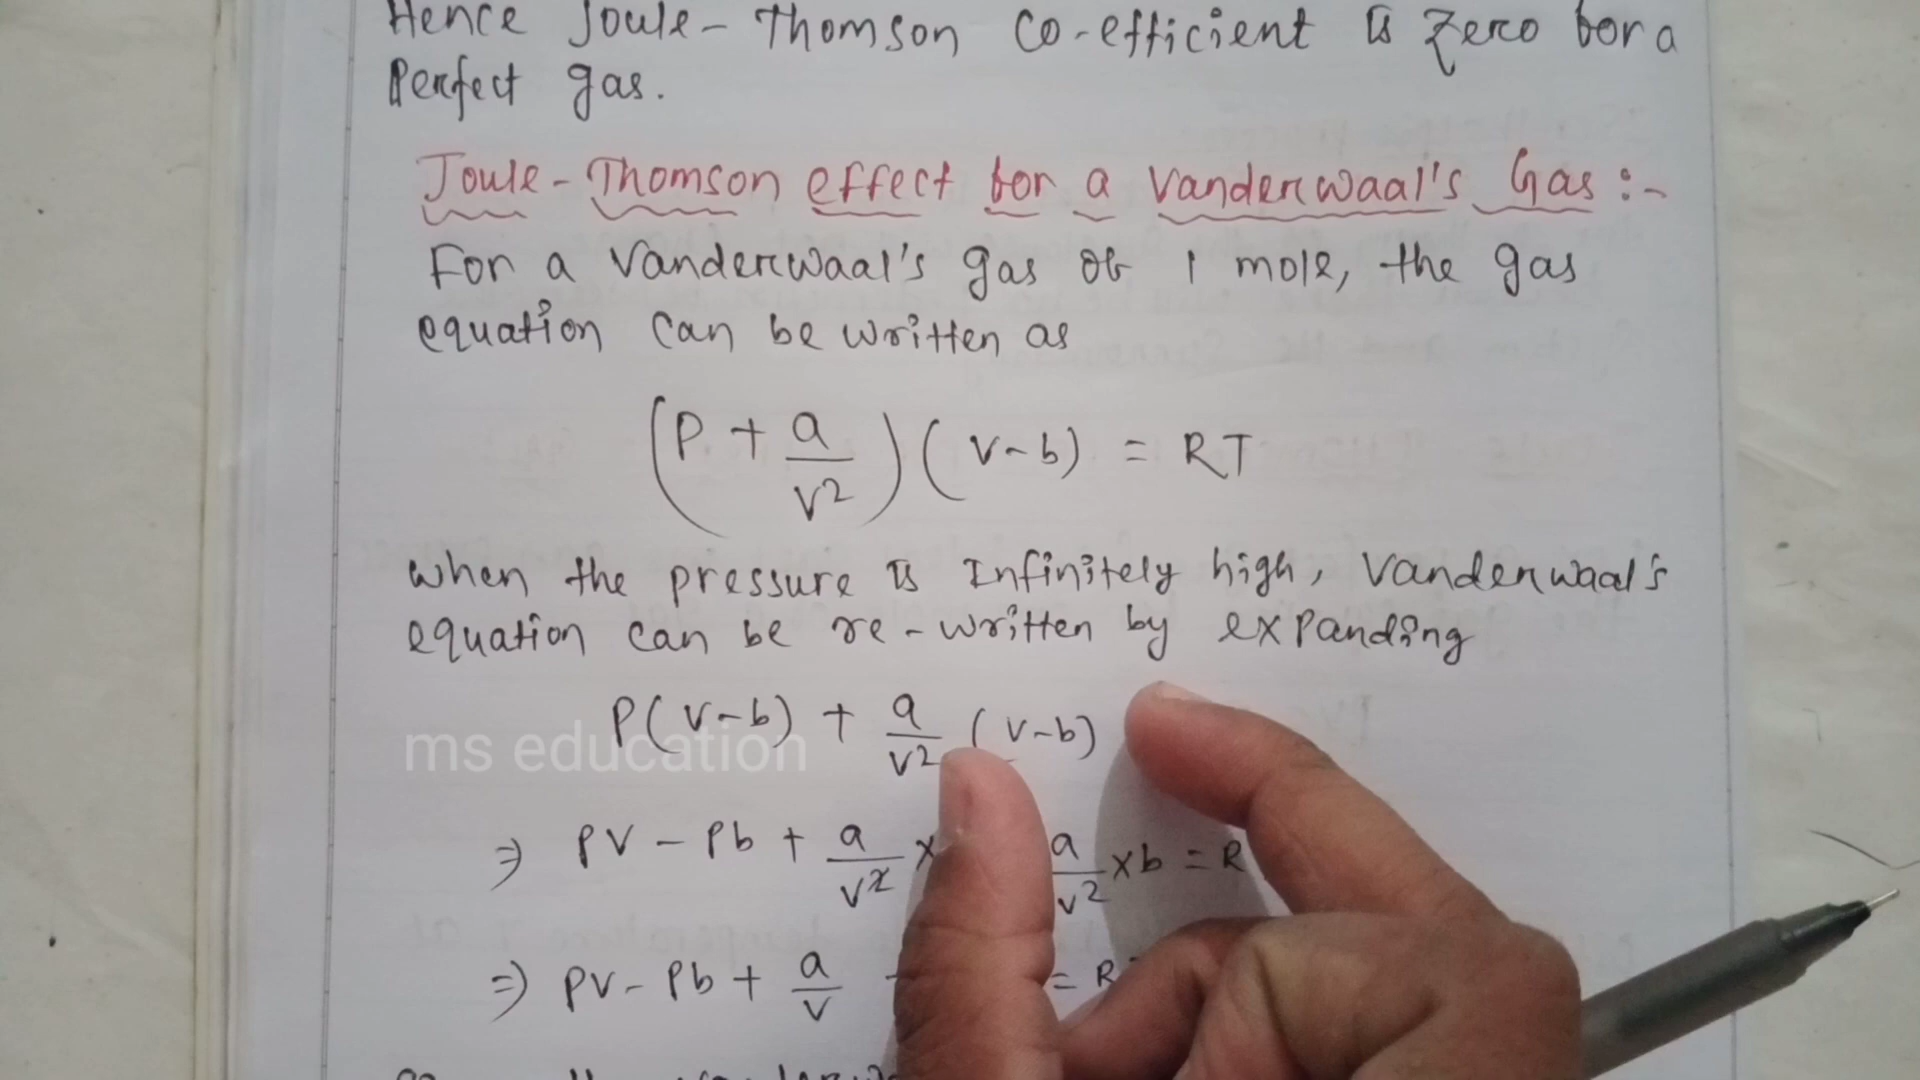 Hence Joule-Thomson co-efficient is zero for a
Perfect gas.
Joule-Thomson effect for a Vanderwaal's Gas:-
For a Vanderwaal's gas of 1 mole, the gas
equation can be written as
(P + a/v²)(v-b) = RT
when the pressure is Infinitely high, Vanderwaal's
equation can be re-written by expanding
P(v-b) + a/v² (v-b)
ms education
⇒ PV - Pb + a/v² × a/v² × b = R
⇒ PV - Pb + a/v = R